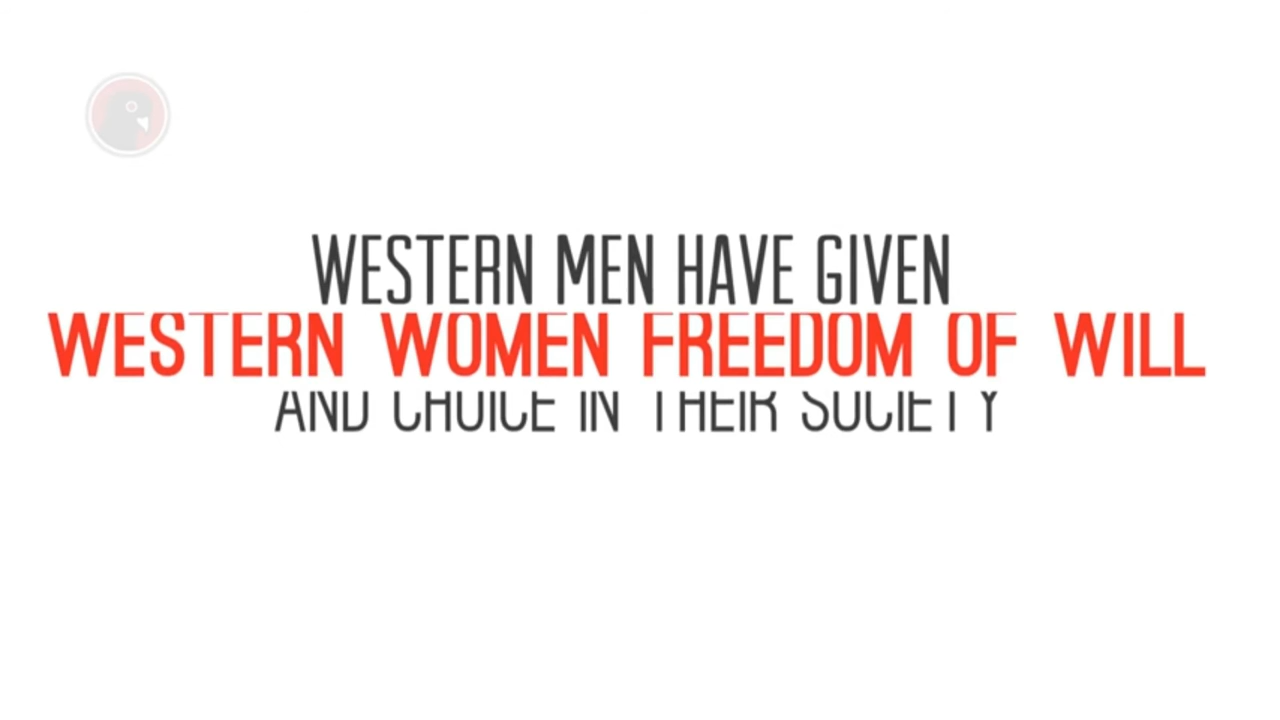 WESTERN MEN HAVE GIVEN
WESTERN WOMEN FREEDOM OF WILL
AND CHOICE IN THEIR SOCIETY